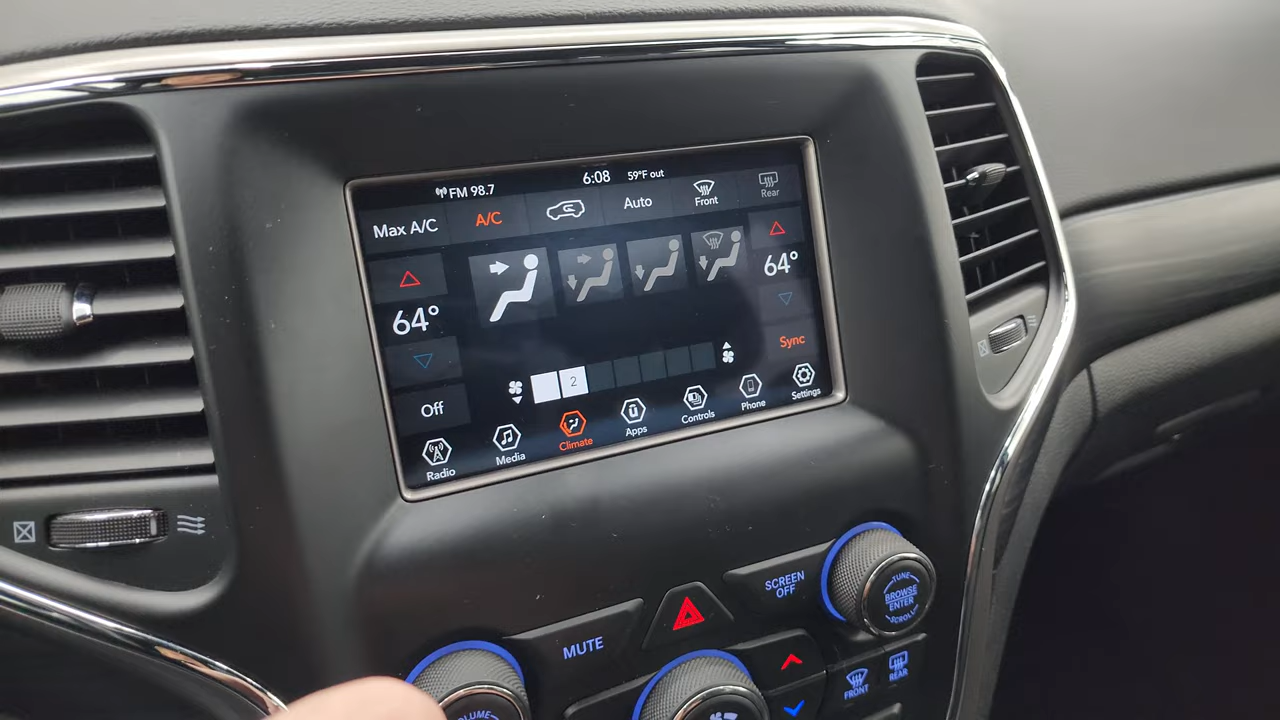 FM 98.7
6:08
59°F out
Max A/C
A/C
Auto
Front
Rear
64°
64°
Sync
2
Off
Radio
Media
Climate
Apps
Controls
Phone
Settings
SCREEN
OFF
TUNE
BROWSE
ENTER
SCROLL
MUTE
FRONT
REAR
VOLUME